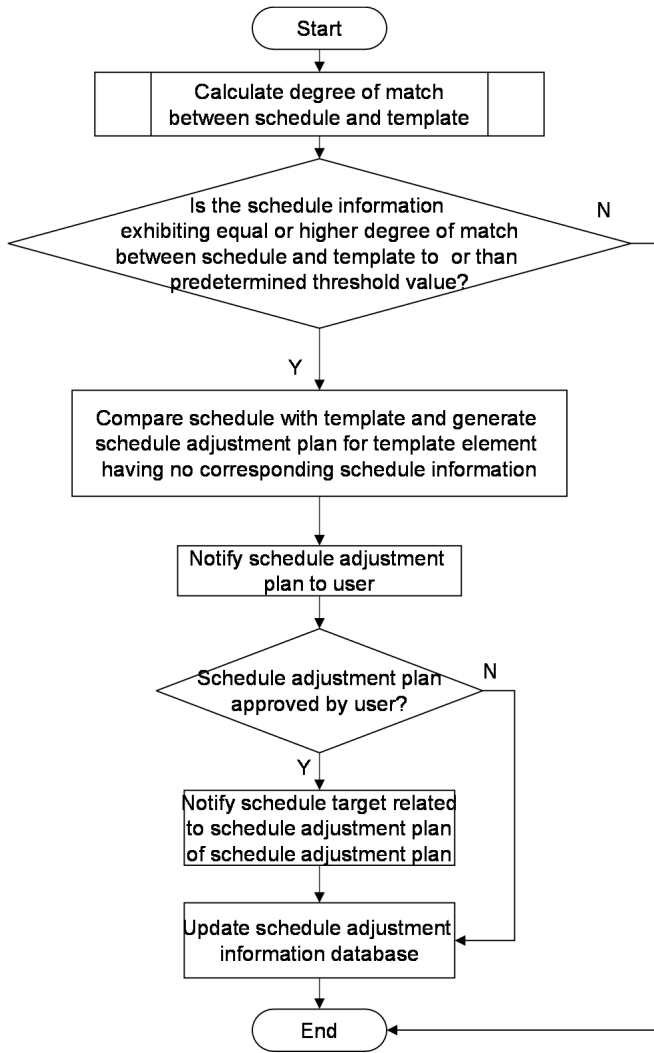 Start
Calculate degree of match
between schedule and template
Is the schedule information
exhibiting equal or higher degree of match
between schedule and template to or than
predetermined threshold value?
N
Y
Compare schedule with template and generate
schedule adjustment plan for template element
having no corresponding schedule information
Notify schedule adjustment
plan to user
Schedule adjustment plan
approved by user?
N
Y
Notify schedule target related
to schedule adjustment plan
of schedule adjustment plan
Update schedule adjustment
information database
End